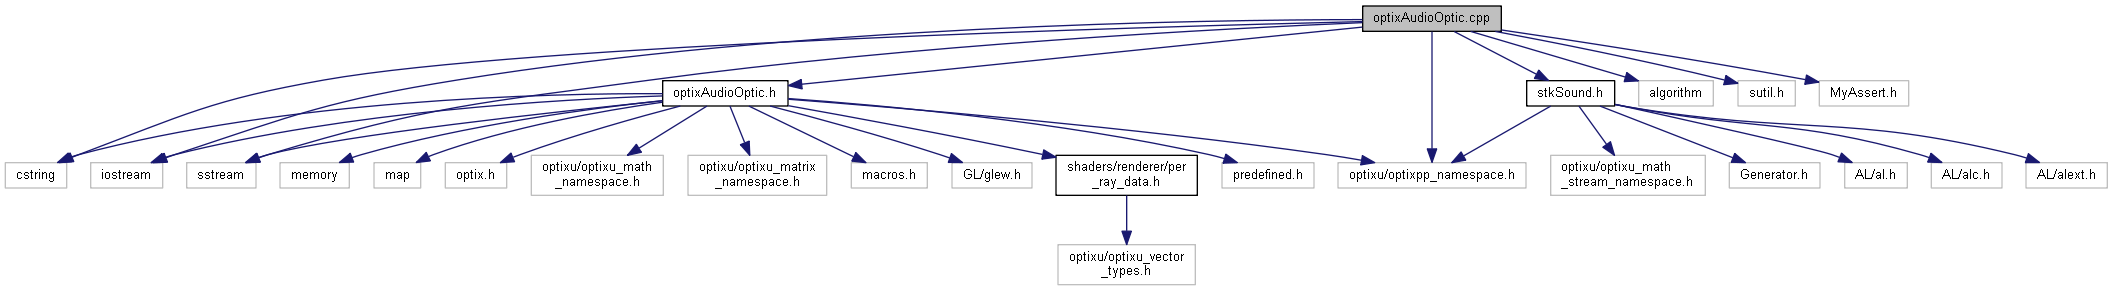 optixAudioOptic.cpp
optixAudioOptic.h
stkSound.h
algorithm
sutil.h
MyAssert.h
cstring
iostream
sstream
memory
map
optix.h
optixu/optixu_math
_namespace.h
optixu/optixu_matrix
_namespace.h
macros.h
GL/glew.h
shaders/renderer/per
_ray_data.h
predefined.h
optixu/optixpp_namespace.h
optixu/optixu_math
_stream_namespace.h
Generator.h
AL/al.h
AL/alc.h
AL/alext.h
optixu/optixu_vector
_types.h